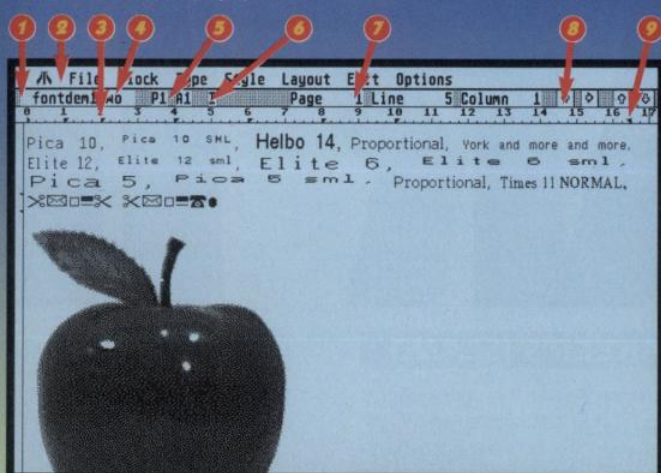 1 2 3 4 5 6 7 8 9
File Block Type Style Layout Edit Options
P1 A1 Page 1 Line 5 Column 1
0 1 2 3 4 5 6 7 8 9 10 11 12 13 14 15 16 17
Pica 10, Pica 10 SML, Helbo 14, Proportional, York and more and more,
Elite 12, Elite 12 sml, Elite 6, Elite 6 sml,
Pica 5, Pica 5 sml, Proportional, Times 11 NORMAL,